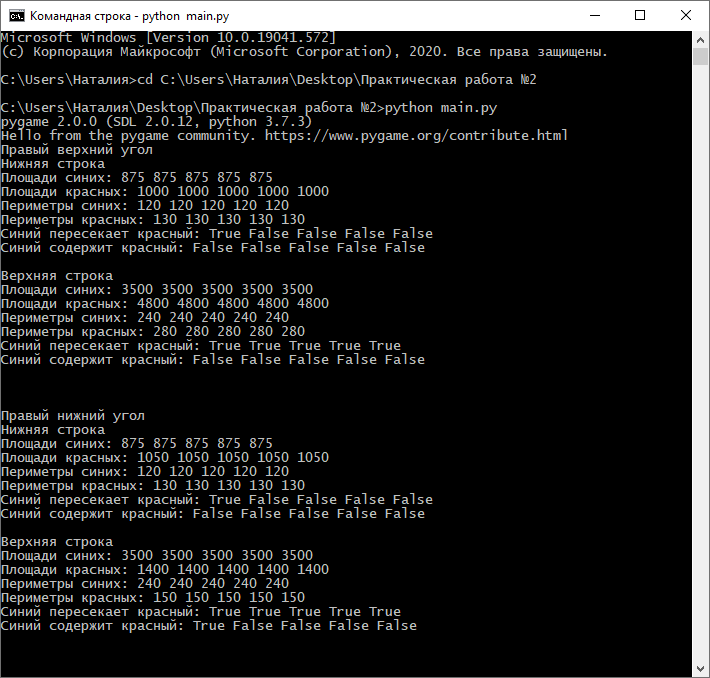 Командная строка - python main.py
Microsoft Windows [Version 10.0.19041.572]
(c) Корпорация Майкрософт (Microsoft Corporation), 2020. Все права защищены.
C:\Users\Наталия>cd C:\Users\Наталия\Desktop\Практическая работа №2
C:\Users\Наталия\Desktop\Практическая работа №2>python main.py
pygame 2.0.0 (SDL 2.0.12, python 3.7.3)
Hello from the pygame community. https://www.pygame.org/contribute.html
Правый верхний угол
Нижняя строка
Площади синих: 875 875 875 875 875
Площади красных: 1000 1000 1000 1000 1000
Периметры синих: 120 120 120 120 120
Периметры красных: 130 130 130 130 130
Синий пересекает красный: True False False False False
Синий содержит красный: False False False False False
Верхняя строка
Площади синих: 3500 3500 3500 3500 3500
Площади красных: 4800 4800 4800 4800 4800
Периметры синих: 240 240 240 240 240
Периметры красных: 280 280 280 280 280
Синий пересекает красный: True True True True True
Синий содержит красный: False False False False False
Правый нижний угол
Нижняя строка
Площади синих: 875 875 875 875 875
Площади красных: 1050 1050 1050 1050 1050
Периметры синих: 120 120 120 120 120
Периметры красных: 130 130 130 130 130
Синий пересекает красный: True False False False False
Синий содержит красный: False False False False False
Верхняя строка
Площади синих: 3500 3500 3500 3500 3500
Площади красных: 1400 1400 1400 1400 1400
Периметры синих: 240 240 240 240 240
Периметры красных: 150 150 150 150 150
Синий пересекает красный: True True True True True
Синий содержит красный: True False False False False